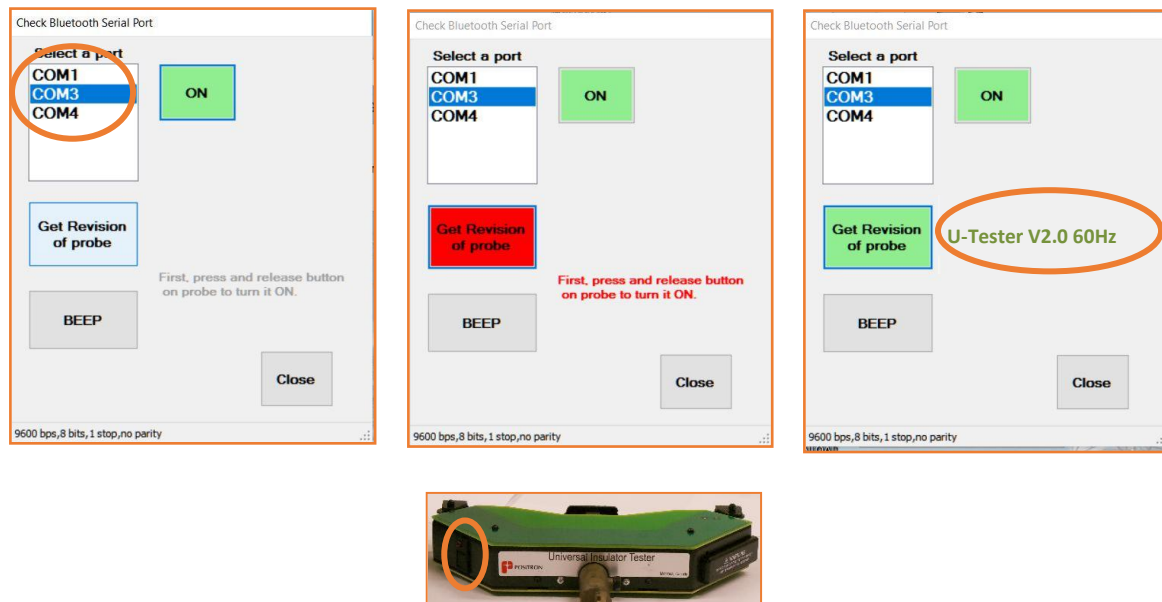 Check Bluetooth Serial Port
Select a port
COM1
COM3
COM4
ON
Get Revision
of probe
First, press and release button
on probe to turn it ON.
BEEP
Close
9600 bps,8 bits,1 stop,no parity
Check Bluetooth Serial Port
Select a port
COM1
COM3
COM4
ON
Get Revision
of probe
First, press and release button
on probe to turn it ON.
BEEP
Close
9600 bps,8 bits,1 stop,no parity
Check Bluetooth Serial Port
Select a port
COM1
COM3
COM4
ON
Get Revision
of probe
U-Tester V2.0 60Hz
BEEP
Close
9600 bps,8 bits,1 stop,no parity
Universal Insulator Tester
POSITRON